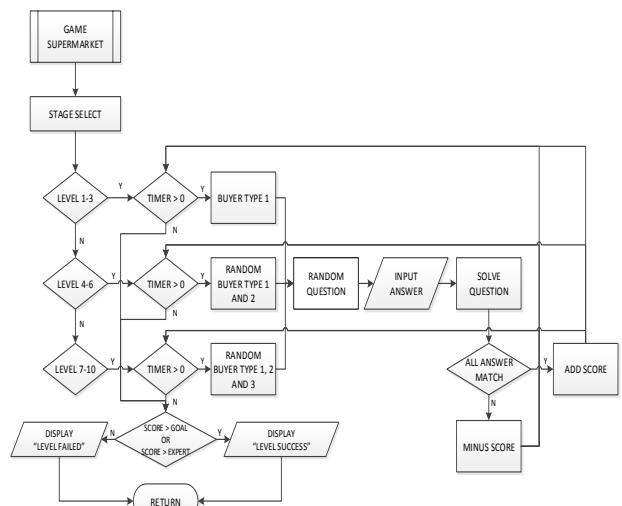 GAME
SUPERMARKET
STAGE SELECT
LEVEL 1-3
Y
TIMER > 0
Y
BUYER TYPE 1
N
N
LEVEL 4-6
Y
TIMER > 0
Y
RANDOM
BUYER TYPE 1
AND 2
RANDOM
QUESTION
INPUT
ANSWER
SOLVE
QUESTION
N
N
LEVEL 7-10
Y
TIMER > 0
Y
RANDOM
BUYER TYPE 1, 2
AND 3
ALL ANSWER
MATCH
Y
ADD SCORE
N
N
MINUS SCORE
SCORE > GOAL
OR
SCORE > EXPERT
N
Y
DISPLAY
"LEVEL FAILED"
DISPLAY
"LEVEL SUCCESS"
RETURN